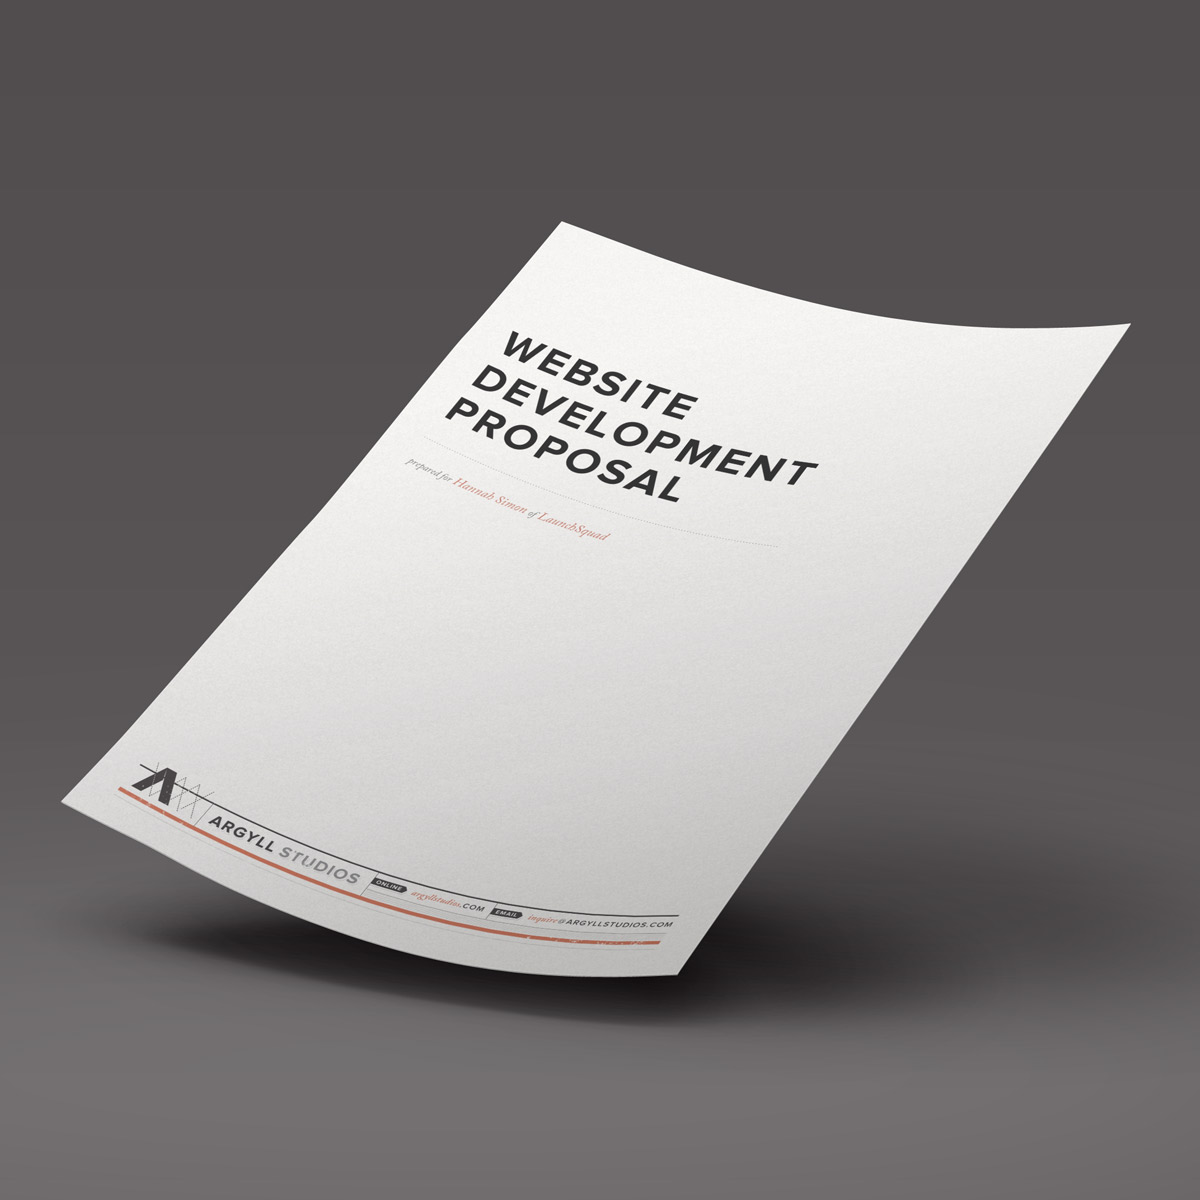 WEBSITE
DEVELOPMENT
PROPOSAL
prepared for Hannah Simon of LaunchSquad
ARGYLL STUDIOS ONLINE argyllstudios.COM EMAIL inquire@ARGYLLSTUDIOS.COM